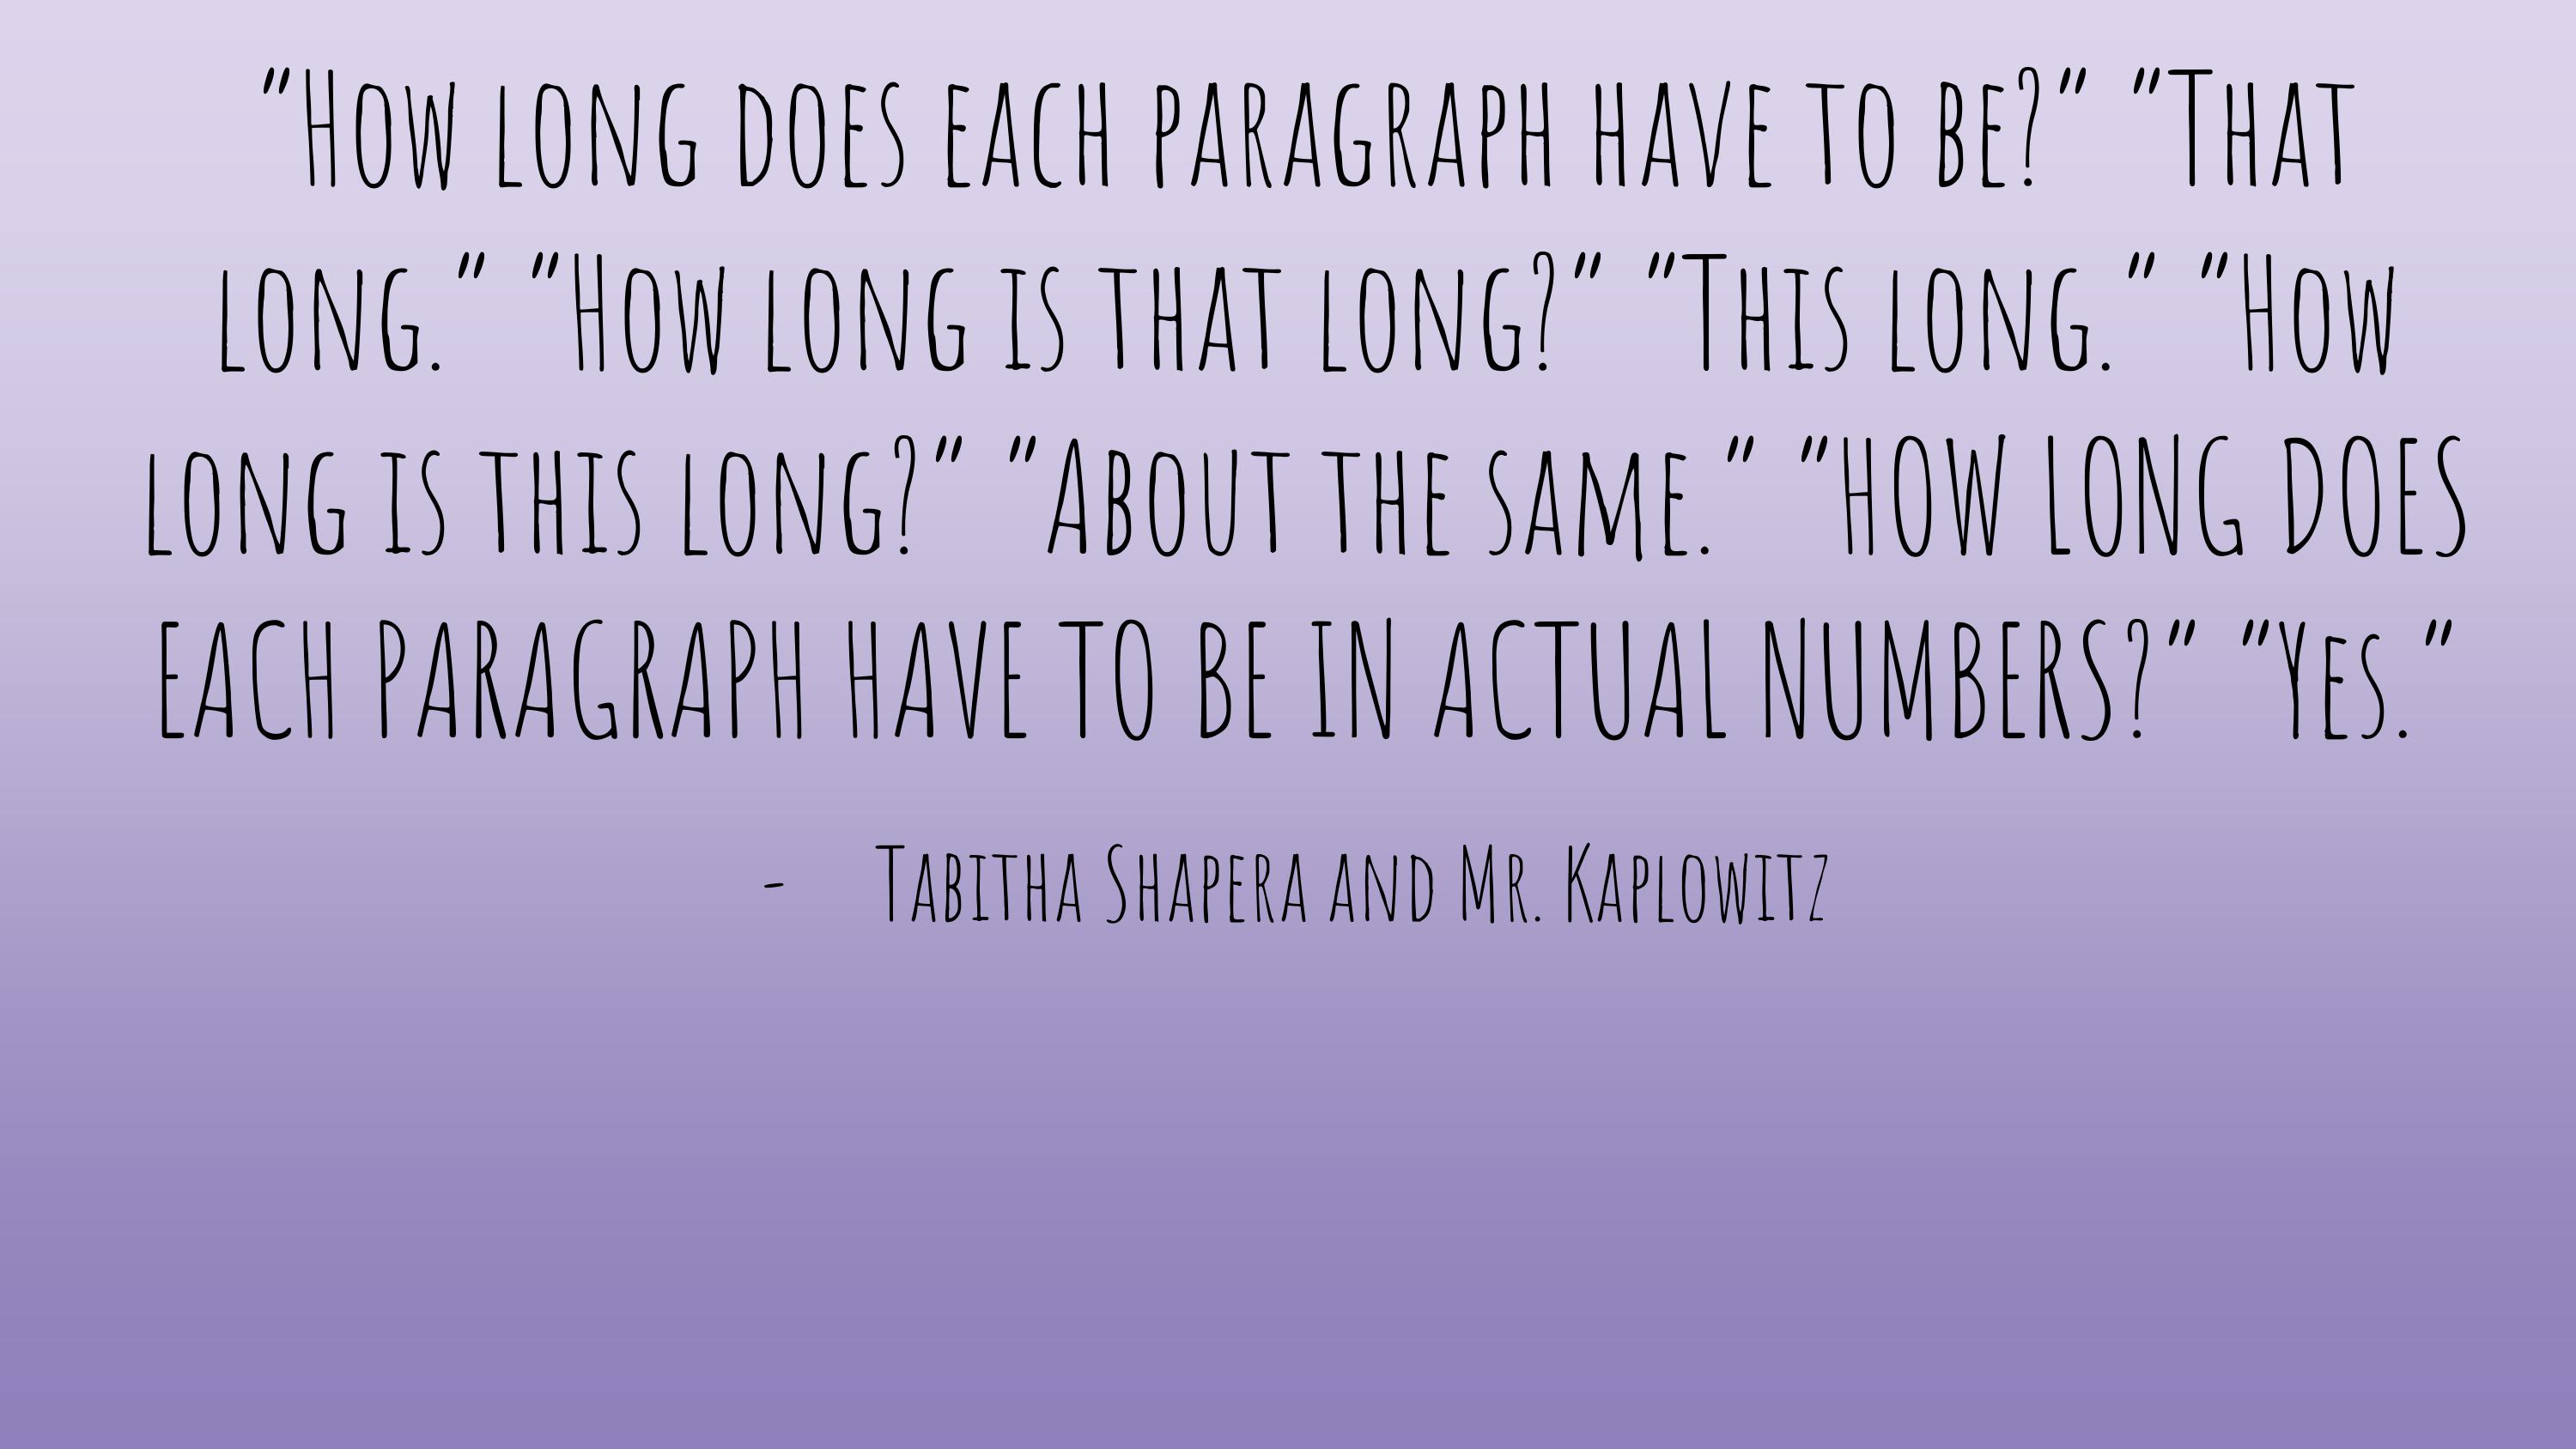 "How long does each paragraph have to be?" "That
long." "How long is that long?" "This long." "How
long is this long?" "About the same." "HOW LONG DOES
EACH PARAGRAPH HAVE TO BE IN ACTUAL NUMBERS?" "Yes."
- Tabitha Shapera and Mr. Kaplowitz